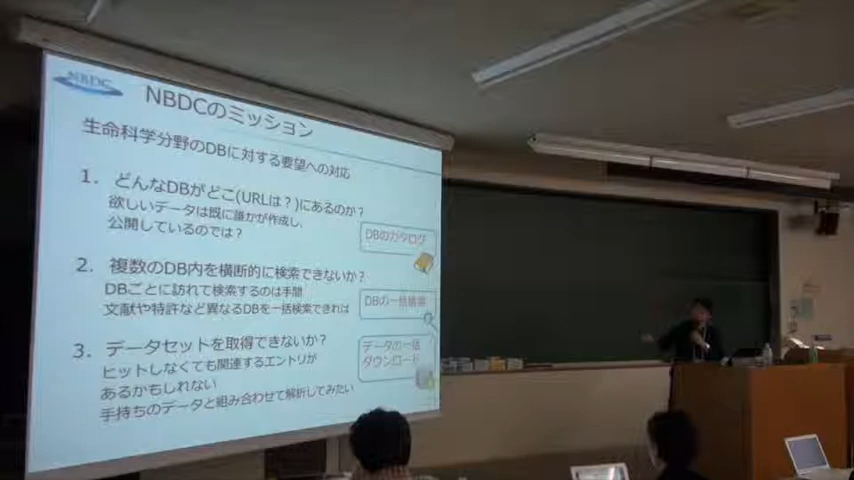 NBDC
NBDCのミッション
生命科学分野のDBに対する要望への対応
1. どんなDBがどこ(URLは？)にあるのか？
欲しいデータは既に誰かが作成し、
公開しているのでは？
DBのカタログ
2. 複数のDB内を横断的に検索できないか？
DBごとに訪れて検索するのは手間
文献や特許など異なるDBを一括検索できれば
DBの一括検索
3. データセットを取得できないか？
ヒットしなくても関連するエントリが
あるかもしれない
手持ちのデータと組み合わせて解析してみたい
データの一括
ダウンロード